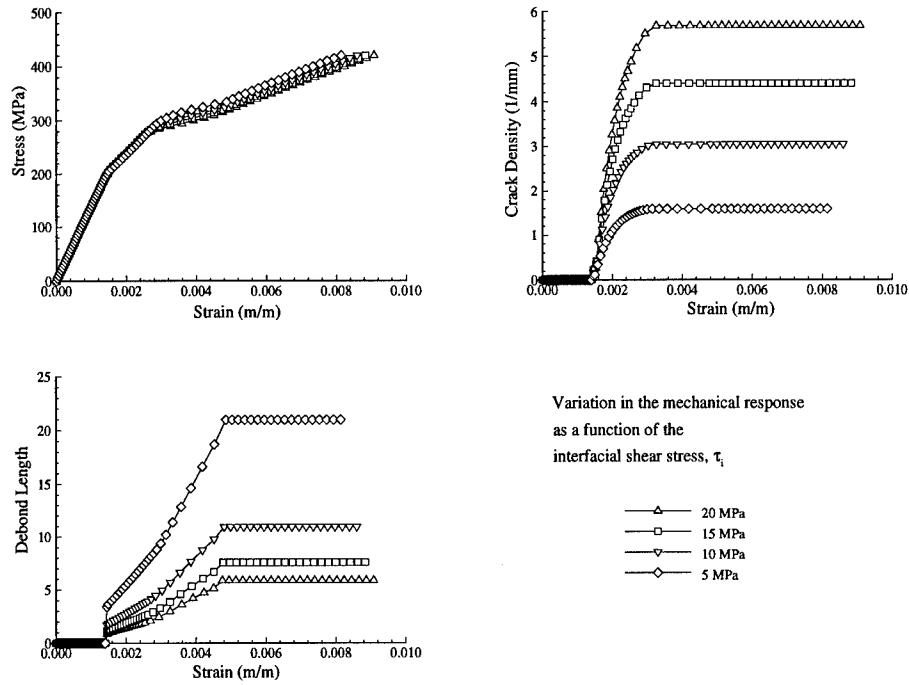 500
400
300
200
100
0
Stress (MPa)
0.000 0.002 0.004 0.006 0.008 0.010
Strain (m/m)
6
5
4
3
2
1
0
Crack Density (1/mm)
0.000 0.002 0.004 0.006 0.008 0.010
Strain (m/m)
25
20
15
10
5
0
Debond Length
0.000 0.002 0.004 0.006 0.008 0.010
Strain (m/m)
Variation in the mechanical response
as a function of the
interfacial shear stress, τi
20 MPa
15 MPa
10 MPa
5 MPa